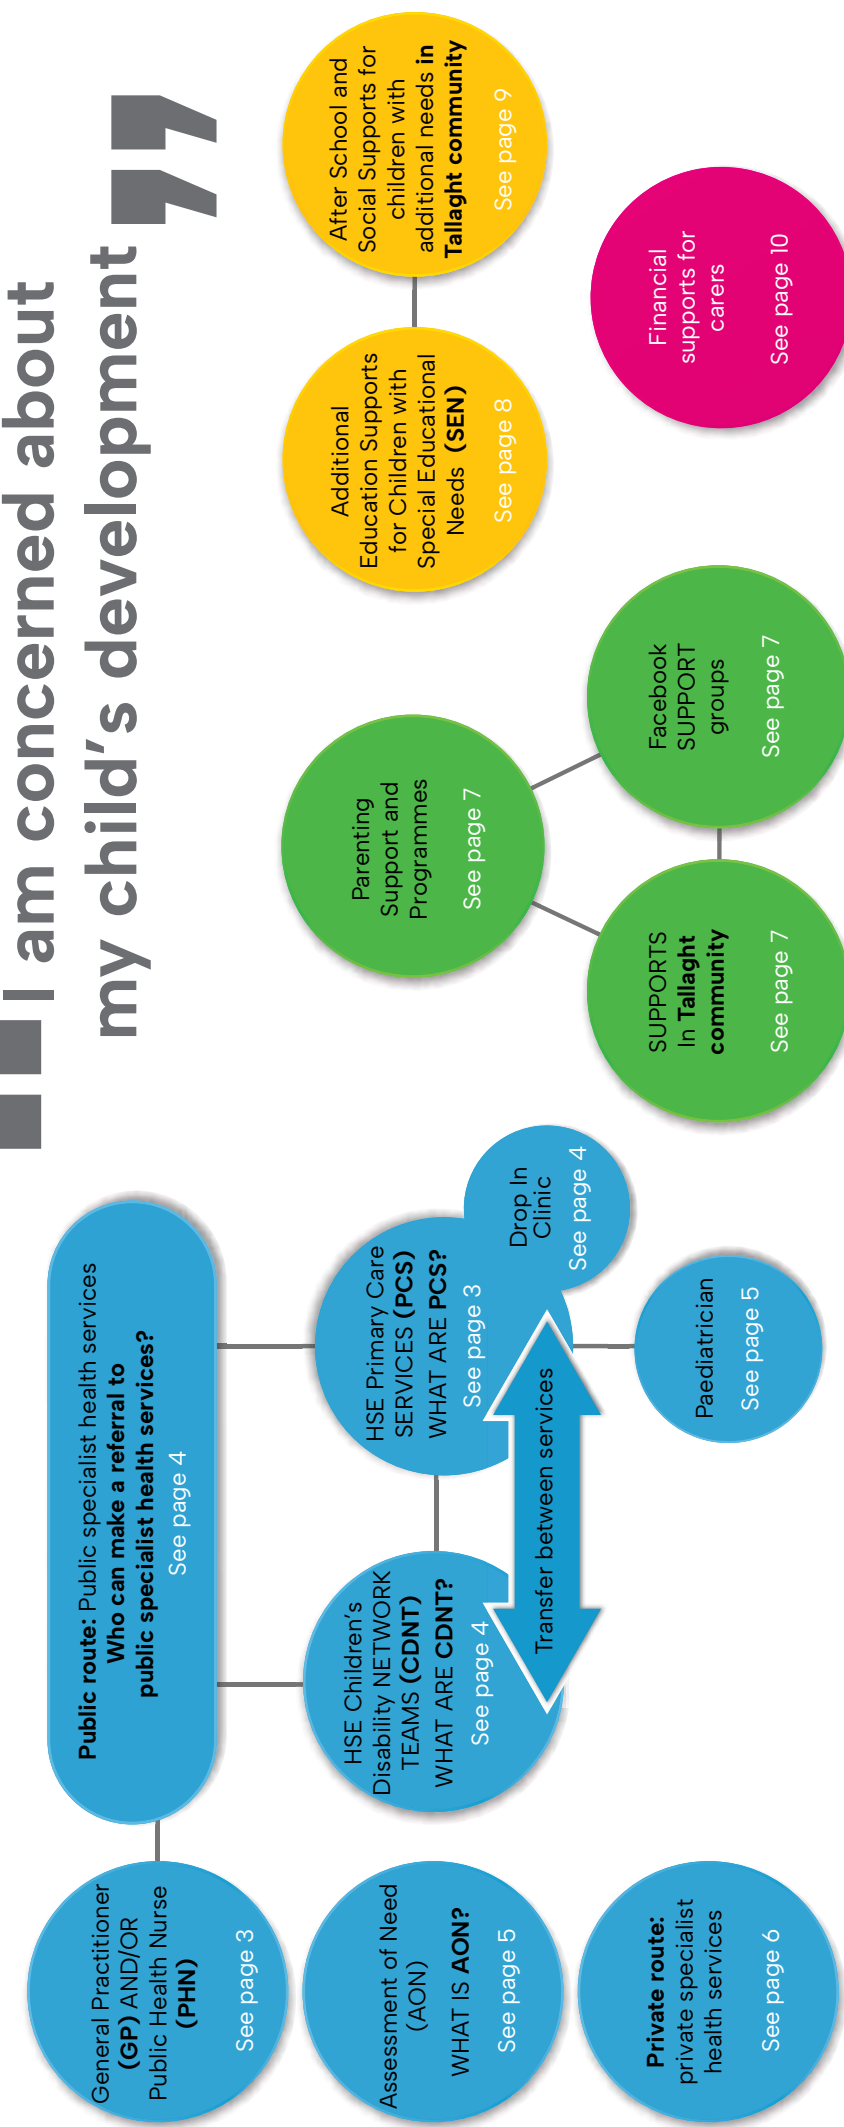 "I am concerned about
my child's development"
General Practitioner
(GP) AND/OR
Public Health Nurse
(PHN)
See page 3
Public route: Public specialist health services
Who can make a referral to
public specialist health services?
See page 4
Assessment of Need
(AON)
WHAT IS AON?
See page 5
HSE Children's
Disability NETWORK
TEAMS (CDNT)
WHAT ARE CDNT?
See page 4
HSE Primary Care
SERVICES (PCS)
WHAT ARE PCS?
See page 3
Drop In
Clinic
See page 4
Transfer between services
Private route:
private specialist
health services
See page 6
Paediatrician
See page 5
Parenting
Support and
Programmes
See page 7
SUPPORTS
In Tallaght
community
See page 7
Facebook
SUPPORT
groups
See page 7
Additional
Education Supports
for Children with
Special Educational
Needs (SEN)
See page 8
After School and
Social Supports for
children with
additional needs in
Tallaght community
See page 9
Financial
supports for
carers
See page 10